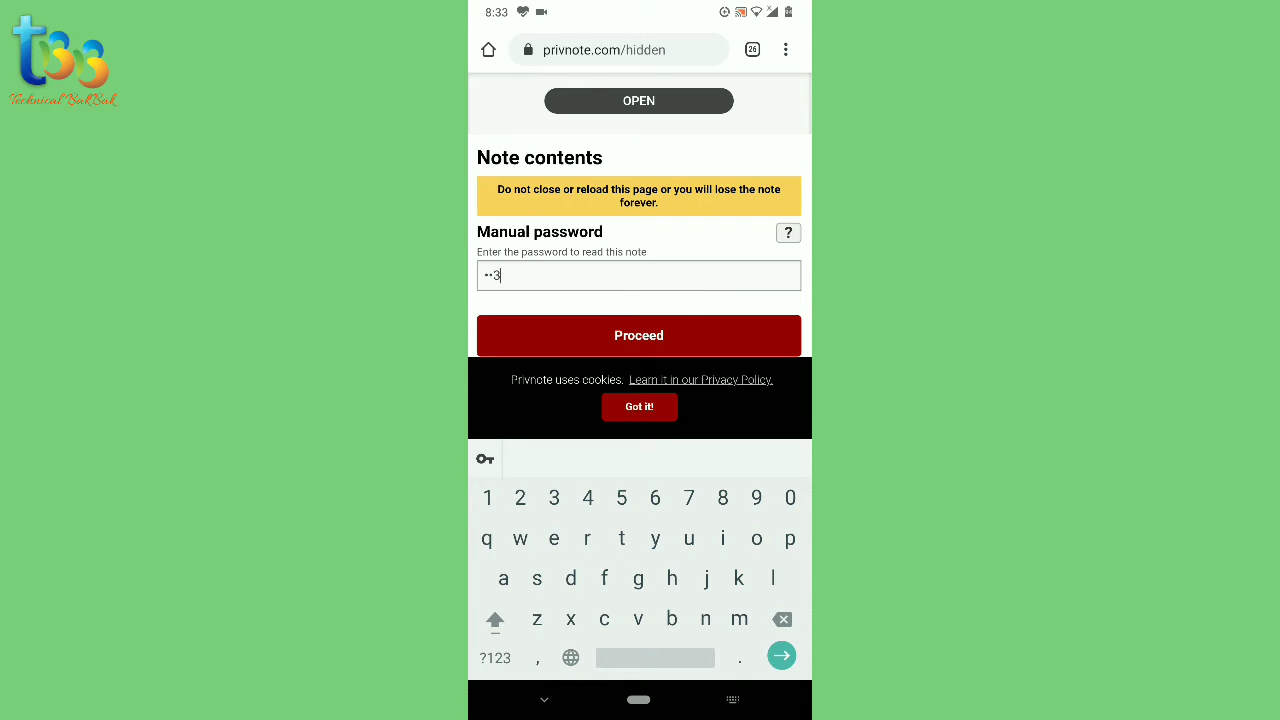 tBB
Technical BakBak
8:33
privnote.com/hidden
26
OPEN
Note contents
Do not close or reload this page or you will lose the note
forever.
Manual password
?
Enter the password to read this note
••3
Proceed
Privnote uses cookies. Learn it in our Privacy Policy.
Got it!
1 2 3 4 5 6 7 8 9 0
q w e r t y u i o p
a s d f g h j k l
z x c v b n m
?123 , .